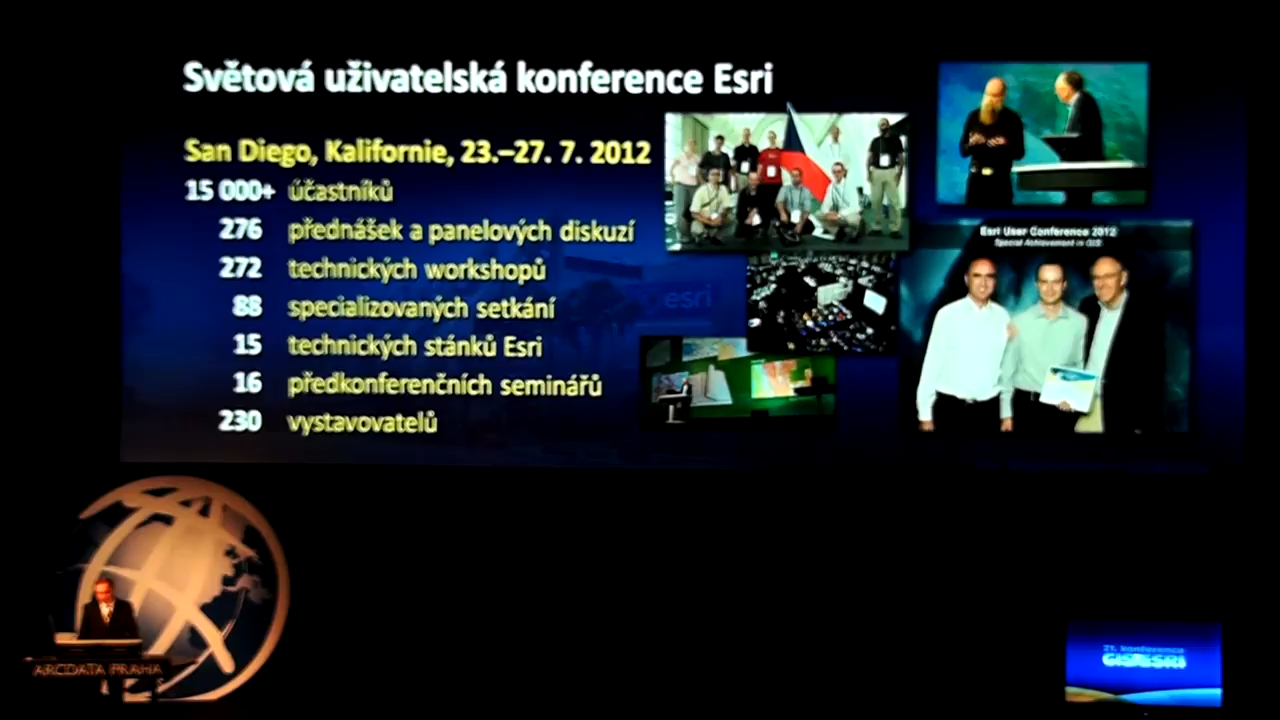 Světová uživatelská konference Esri
San Diego, Kalifornie, 23.–27. 7. 2012
15 000+ účastníků
276 přednášek a panelových diskuzí
272 technických workshopů
88 specializovaných setkání
15 technických stánků Esri
16 předkonferenčních seminářů
230 vystavovatelů
esri
Esri User Conference 2012
Special Achievement in GIS
ARCDATA PRAHA
21. konference
GIS ESRI